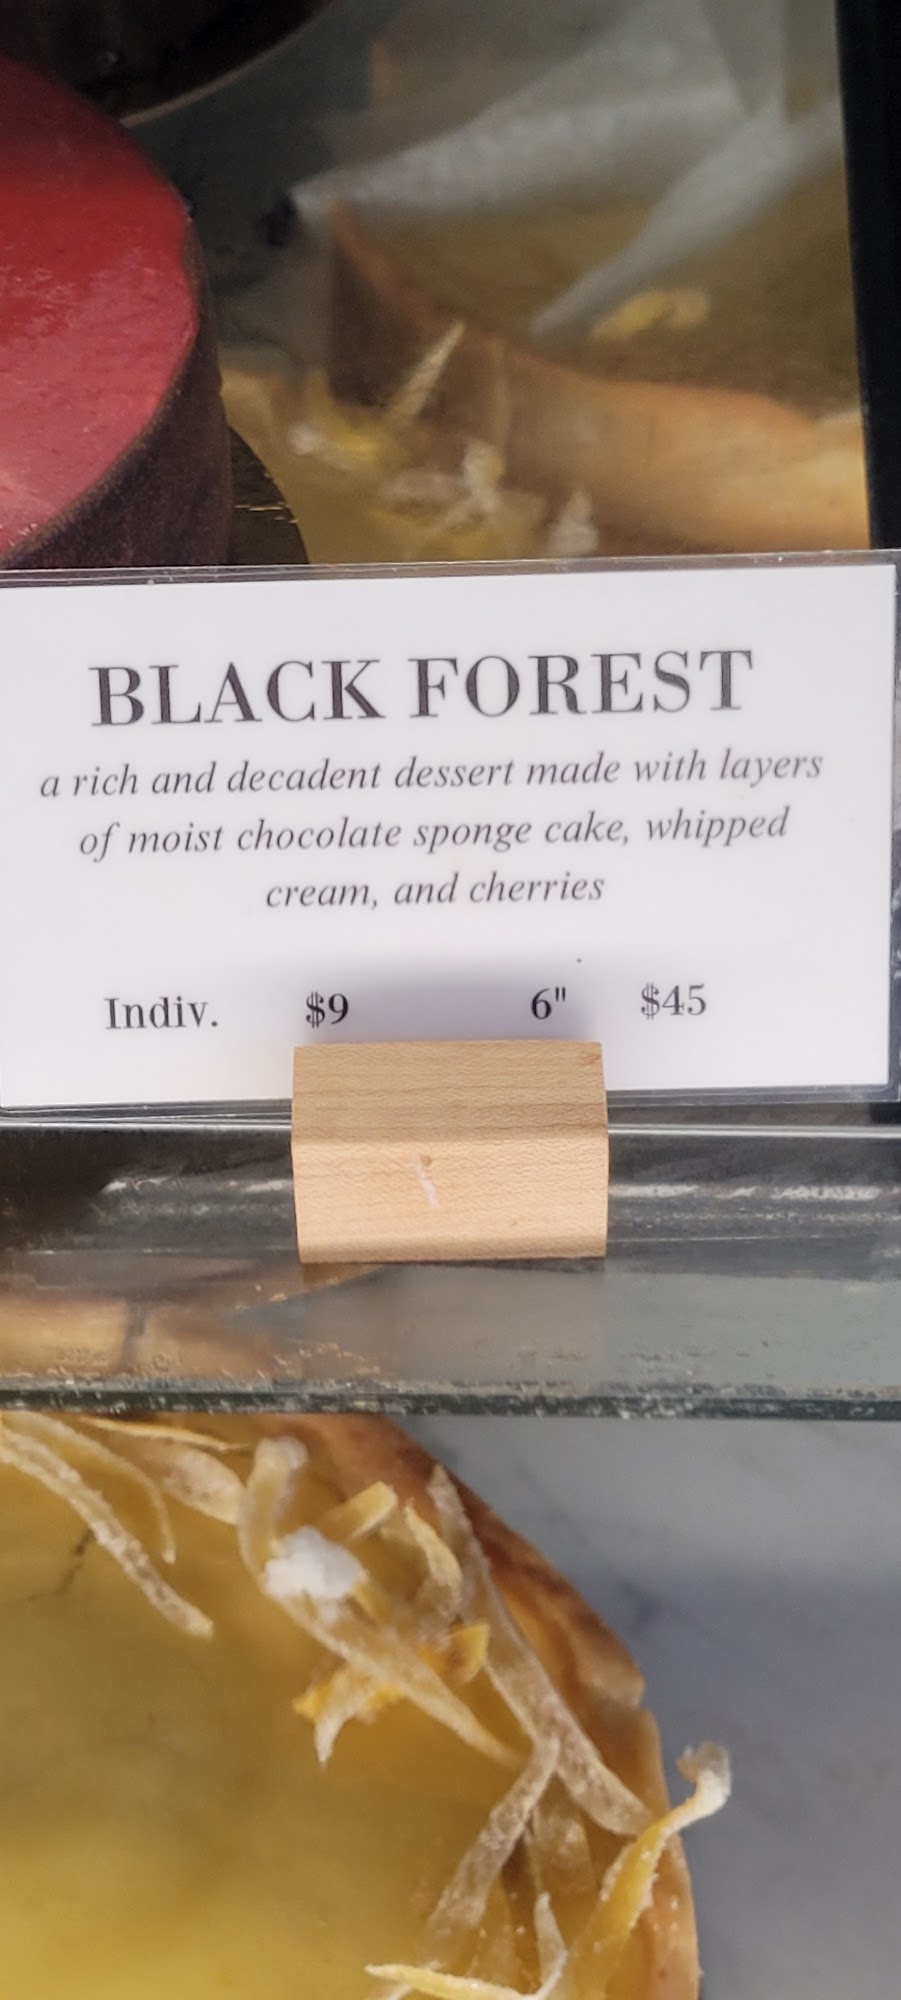 BLACK FOREST
a rich and decadent dessert made with layers
of moist chocolate sponge cake, whipped
cream, and cherries
Indiv. $9 6" $45